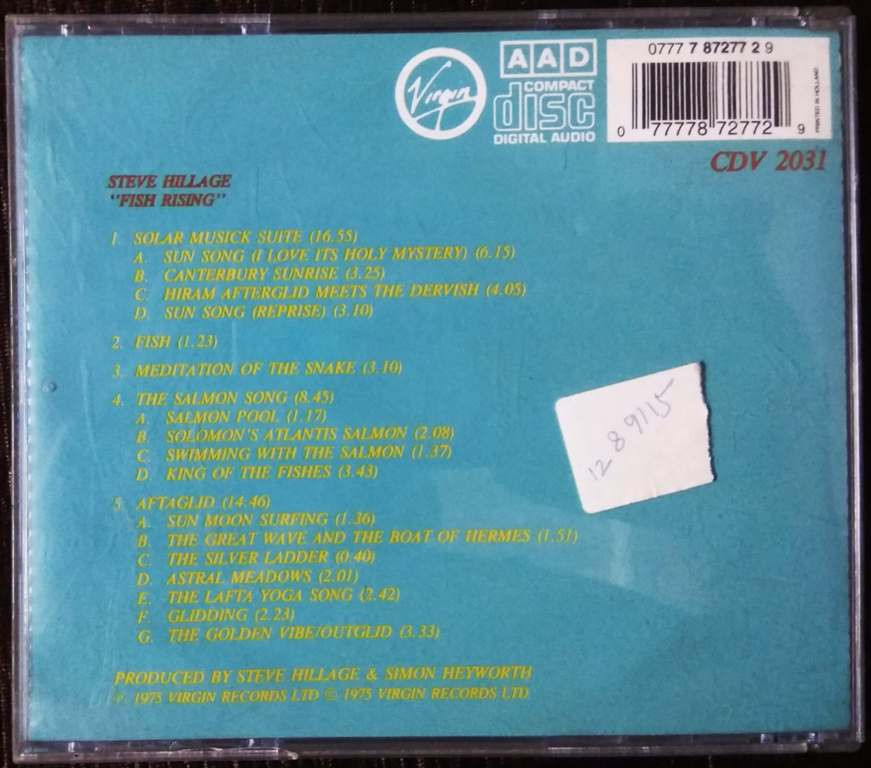 Virgin
AAD
COMPACT
disc
DIGITAL AUDIO
0777 7 87277 2 9
0 77778 72772 9
PRINTED IN HOLLAND
CDV 2031
STEVE HILLAGE
"FISH RISING"
1. SOLAR MUSICK SUITE (16.55)
A. SUN SONG (I LOVE ITS HOLY MYSTERY) (6.15)
B. CANTERBURY SUNRISE (3.25)
C. HIRAM AFTERGLID MEETS THE DERVISH (4.05)
D. SUN SONG (REPRISE) (3.10)
2. FISH (1.23)
3. MEDITATION OF THE SNAKE (3.10)
4. THE SALMON SONG (8.45)
A. SALMON POOL (1.17)
B. SOLOMON'S ATLANTIS SALMON (2.08)
C. SWIMMING WITH THE SALMON (1.37)
D. KING OF THE FISHES (3.43)
5. AFTAGLID (14.46)
A. SUN MOON SURFING (1.36)
B. THE GREAT WAVE AND THE BOAT OF HERMES (1.51)
C. THE SILVER LADDER (0.40)
D. ASTRAL MEADOWS (2.01)
E. THE LAFTA YOGA SONG (2.42)
F. GLIDDING (2.23)
G. THE GOLDEN VIBE/OUTGLID (3.33)
PRODUCED BY STEVE HILLAGE & SIMON HEYWORTH
℗ 1975 VIRGIN RECORDS LTD © 1975 VIRGIN RECORDS LTD
12 89115